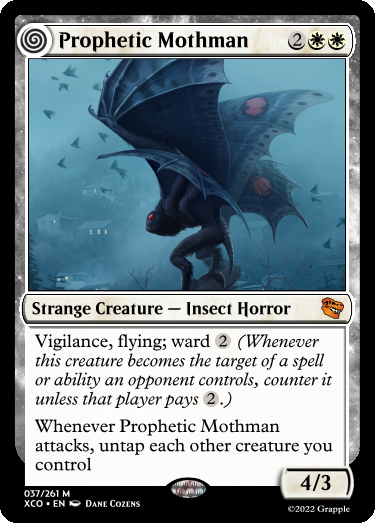 Prophetic Mothman 2
Strange Creature — Insect Horror
Vigilance, flying; ward 2 (Whenever
this creature becomes the target of a spell
or ability an opponent controls, counter it
unless that player pays 2.)
Whenever Prophetic Mothman
attacks, untap each other creature you
control
4/3
037/261 M
XCO • EN Dane Cozens
©2022 Grapple